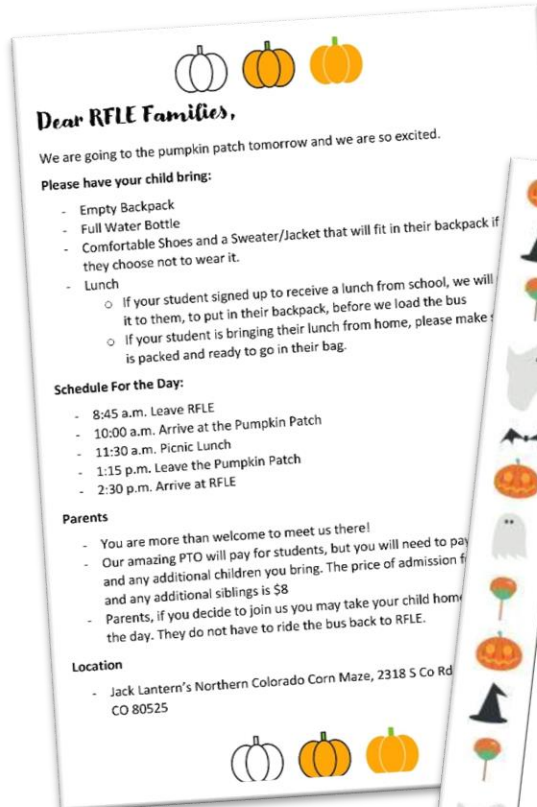 Dear RFLE Families,
We are going to the pumpkin patch tomorrow and we are so excited.
Please have your child bring:
- Empty Backpack
- Full Water Bottle
- Comfortable Shoes and a Sweater/Jacket that will fit in their backpack if
they choose not to wear it.
- Lunch
o If your student signed up to receive a lunch from school, we will
it to them, to put in their backpack, before we load the bus
o If your student is bringing their lunch from home, please make
is packed and ready to go in their bag.
Schedule For the Day:
- 8:45 a.m. Leave RFLE
- 10:00 a.m. Arrive at the Pumpkin Patch
- 11:30 a.m. Picnic Lunch
- 1:15 p.m. Leave the Pumpkin Patch
- 2:30 p.m. Arrive at RFLE
Parents
- You are more than welcome to meet us there!
- Our amazing PTO will pay for students, but you will need to pay
and any additional children you bring. The price of admission
and any additional siblings is $8
- Parents, if you decide to join us you may take your child
the day. They do not have to ride the bus back to RFLE.
Location
- Jack Lantern's Northern Colorado Corn Maze, 2318 S Co Rd
CO 80525